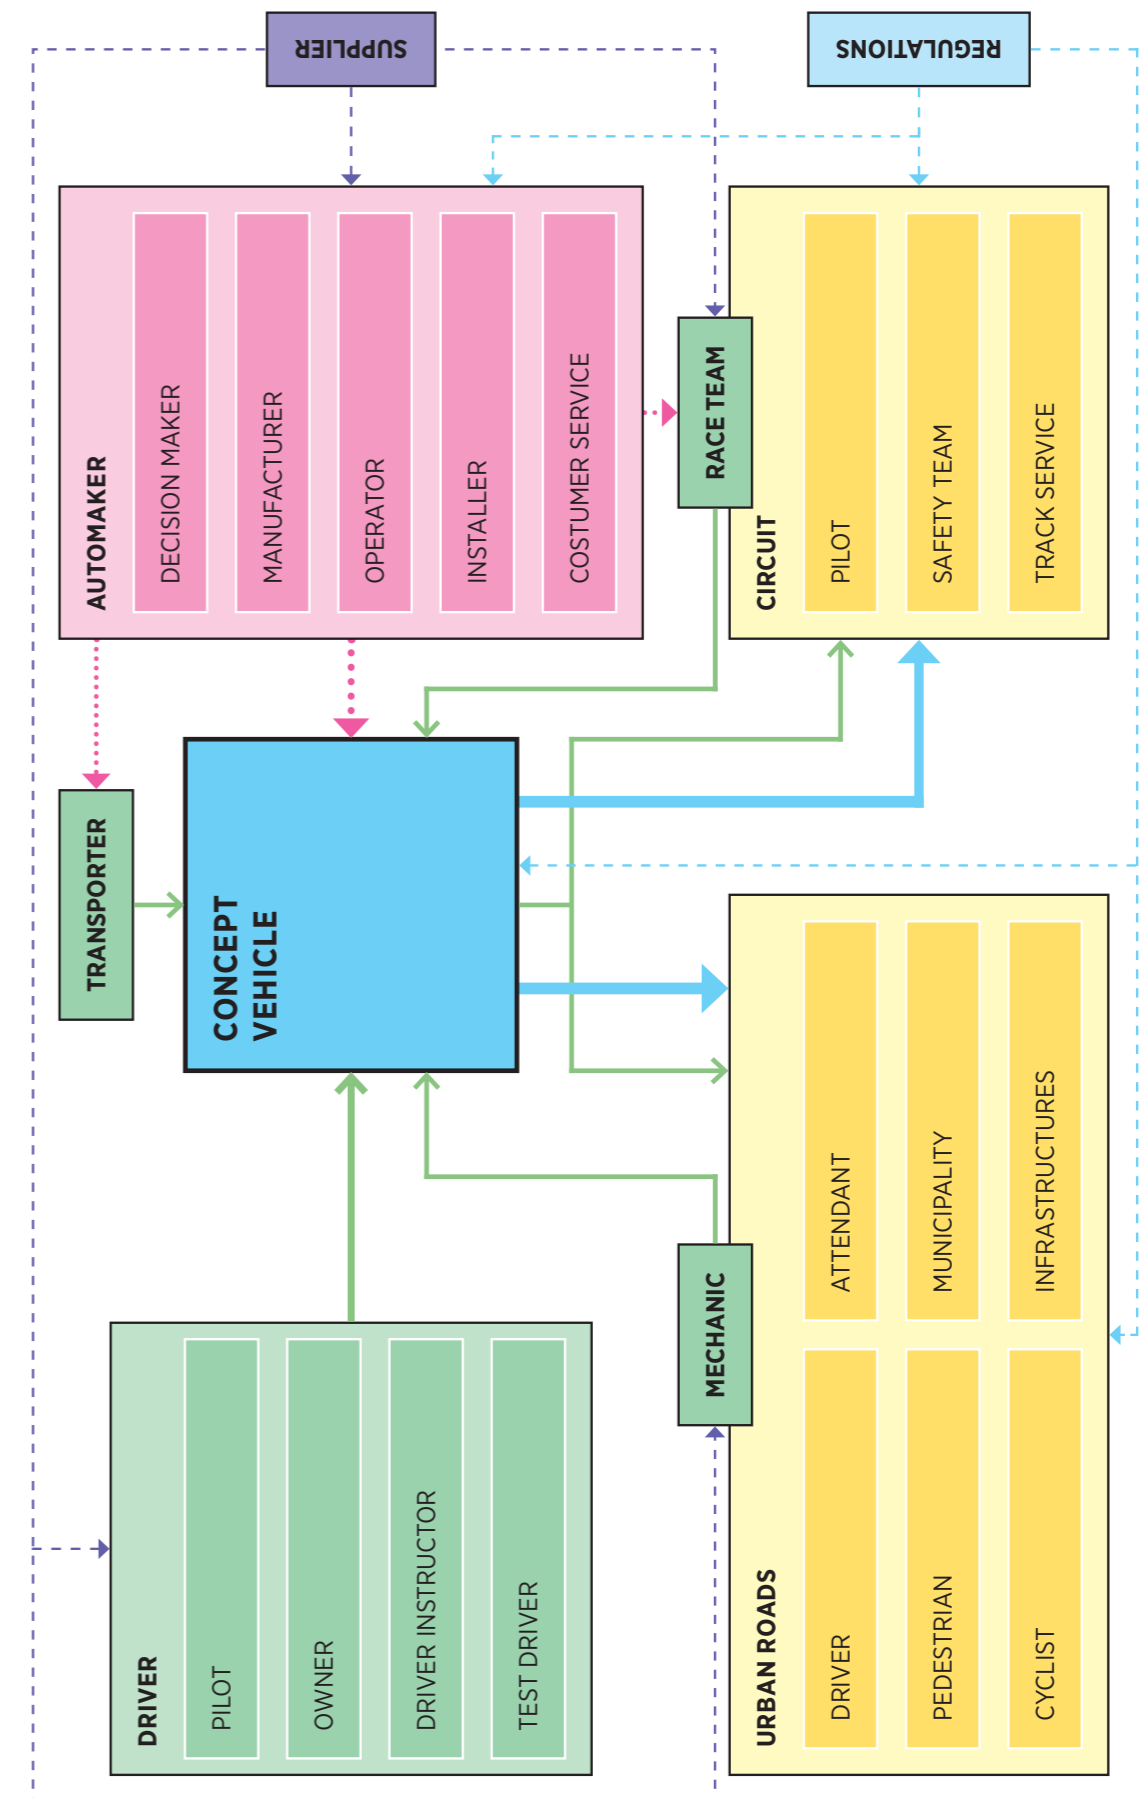 SUPPLIER
REGULATIONS
AUTOMAKER
DECISION MAKER
MANUFACTURER
OPERATOR
INSTALLER
COSTUMER SERVICE
RACE TEAM
CIRCUIT
PILOT
SAFETY TEAM
TRACK SERVICE
TRANSPORTER
CONCEPT
VEHICLE
DRIVER
PILOT
OWNER
DRIVER INSTRUCTOR
TEST DRIVER
MECHANIC
URBAN ROADS
DRIVER
PEDESTRIAN
CYCLIST
ATTENDANT
MUNICIPALITY
INFRASTRUCTURES